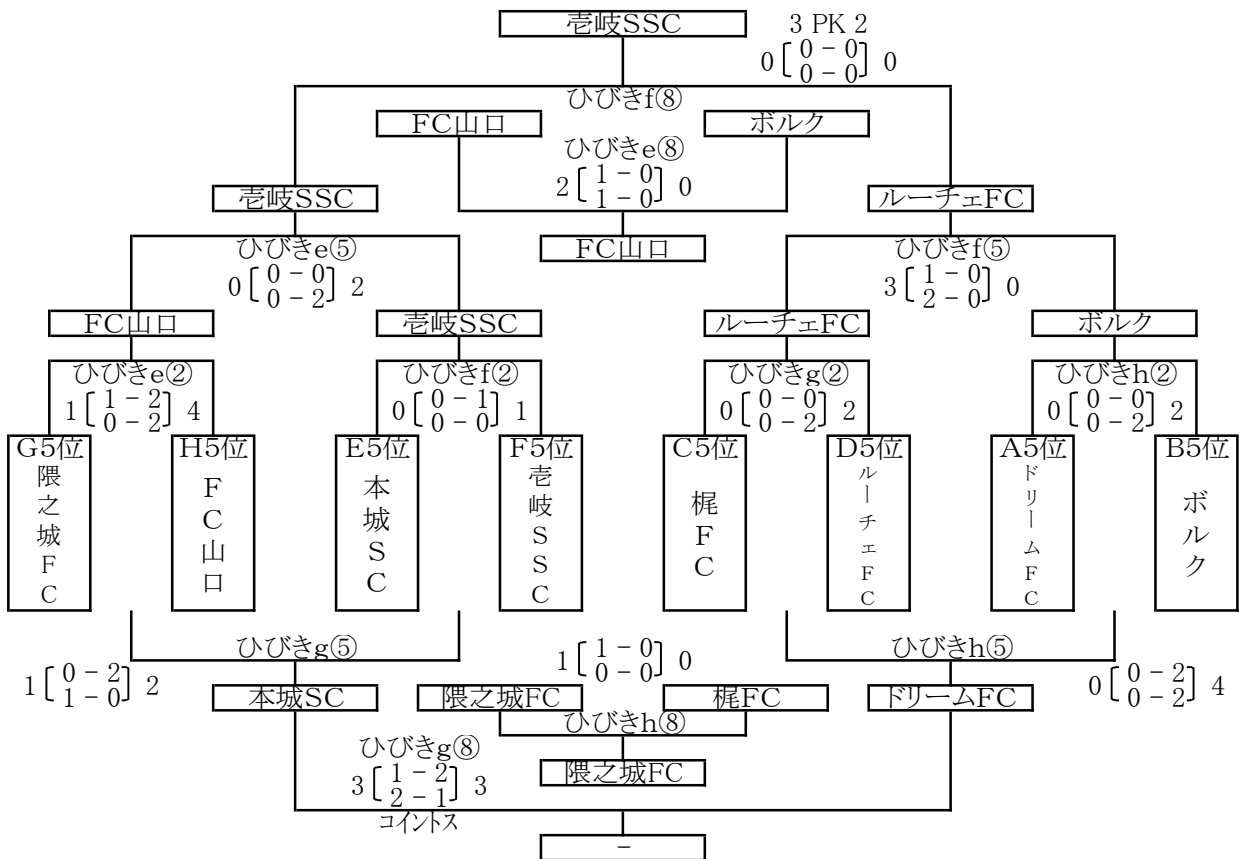 壱岐SSC
3 PK 2
0 [ 0 - 0 ] 0
0 - 0
ひびきf⑧
FC山口
ボルク
ひびきe⑧
2 [ 1 - 0 ] 0
1 - 0
壱岐SSC
FC山口
ルーチェFC
ひびきe⑤
0 [ 0 - 0 ] 2
0 - 2
ひびきf⑤
3 [ 1 - 0 ] 0
2 - 0
FC山口
壱岐SSC
ルーチェFC
ボルク
ひびきe②
1 [ 1 - 2 ] 4
0 - 2
ひびきf②
0 [ 0 - 1 ] 1
0 - 0
ひびきg②
0 [ 0 - 0 ] 2
0 - 2
ひびきh②
0 [ 0 - 0 ] 2
0 - 2
G5位
隈之城FC
H5位
FC山口
E5位
本城SC
F5位
壱岐SSC
C5位
梶FC
D5位
ルーチェFC
A5位
ドリームFC
B5位
ボルク
ひびきg⑤
1 [ 0 - 2 ] 2
1 - 0
1 [ 1 - 0 ] 0
0 - 0
ひびきh⑤
0 [ 0 - 2 ] 4
0 - 2
本城SC
隈之城FC
梶FC
ドリームFC
ひびきh⑧
隈之城FC
ひびきg⑧
3 [ 1 - 2 ] 3
2 - 1
コイントス
-